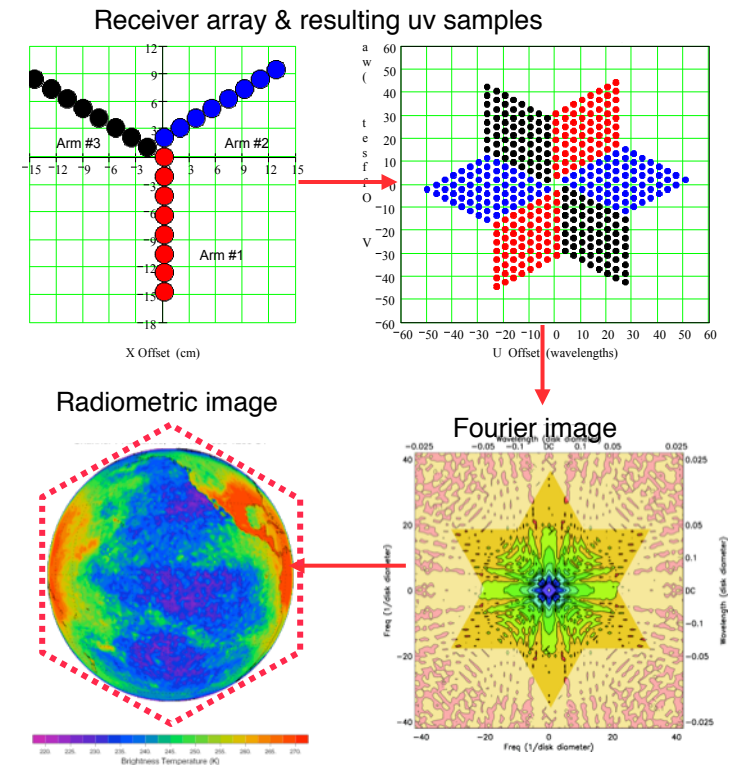 Receiver array & resulting uv samples
12
9
6
3
Arm #3
Arm #2
−15 −12 −9 −6 −3
3 6 9 12 15
−3
−6
−9
Arm #1
−12
−15
−18
X Offset (cm)
a
w
(
t
e
s
f
f
O
V
60
50
40
30
20
10
0
−10
−20
−30
−40
−50
−60
−60 −50 −40 −30 −20 −10 0 10 20 30 40 50 60
U Offset (wavelengths)
Radiometric image
220. 225. 230. 235. 240. 245. 250. 255. 260. 265. 270.
Brightness Temperature (K)
Fourier image
Wavelength (disk diameter)
-0.025 -0.05 -0.1 DC 0.1 0.05 0.025
40
20
0
-20
-40
Freq (1/disk diameter)
0.025
0.05
0.1
DC
-0.1
-0.05
-0.025
Wavelength (disk diameter)
-40 -20 0 20 40
Freq (1/disk diameter)